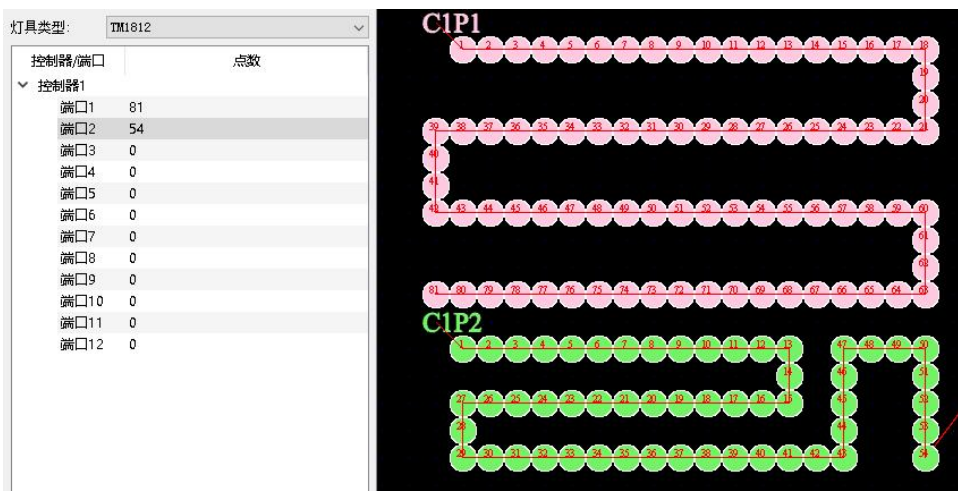 灯具类型: TM1812
控制器/端口 点数
控制器1
端口1 81
端口2 54
端口3 0
端口4 0
端口5 0
端口6 0
端口7 0
端口8 0
端口9 0
端口10 0
端口11 0
端口12 0
C1P1
1 2 3 4 5 6 7 8 9 10 11 12 13 14 15 16 17 18
19
20
39 38 37 36 35 34 33 32 31 30 29 28 27 26 25 24 23 22 21
40
41
42 43 44 45 46 47 48 49 50 51 52 53 54 55 56 57 58 59 60
61
62
81 80 79 78 77 76 75 74 73 72 71 70 69 68 67 66 65 64 63
C1P2
1 2 3 4 5 6 7 8 9 10 11 12 13 47 48 49 50
14 46 51
27 26 25 24 23 22 21 20 19 18 17 16 15 45 52
28 44 53
29 30 31 32 33 34 35 36 37 38 39 40 41 42 43 54